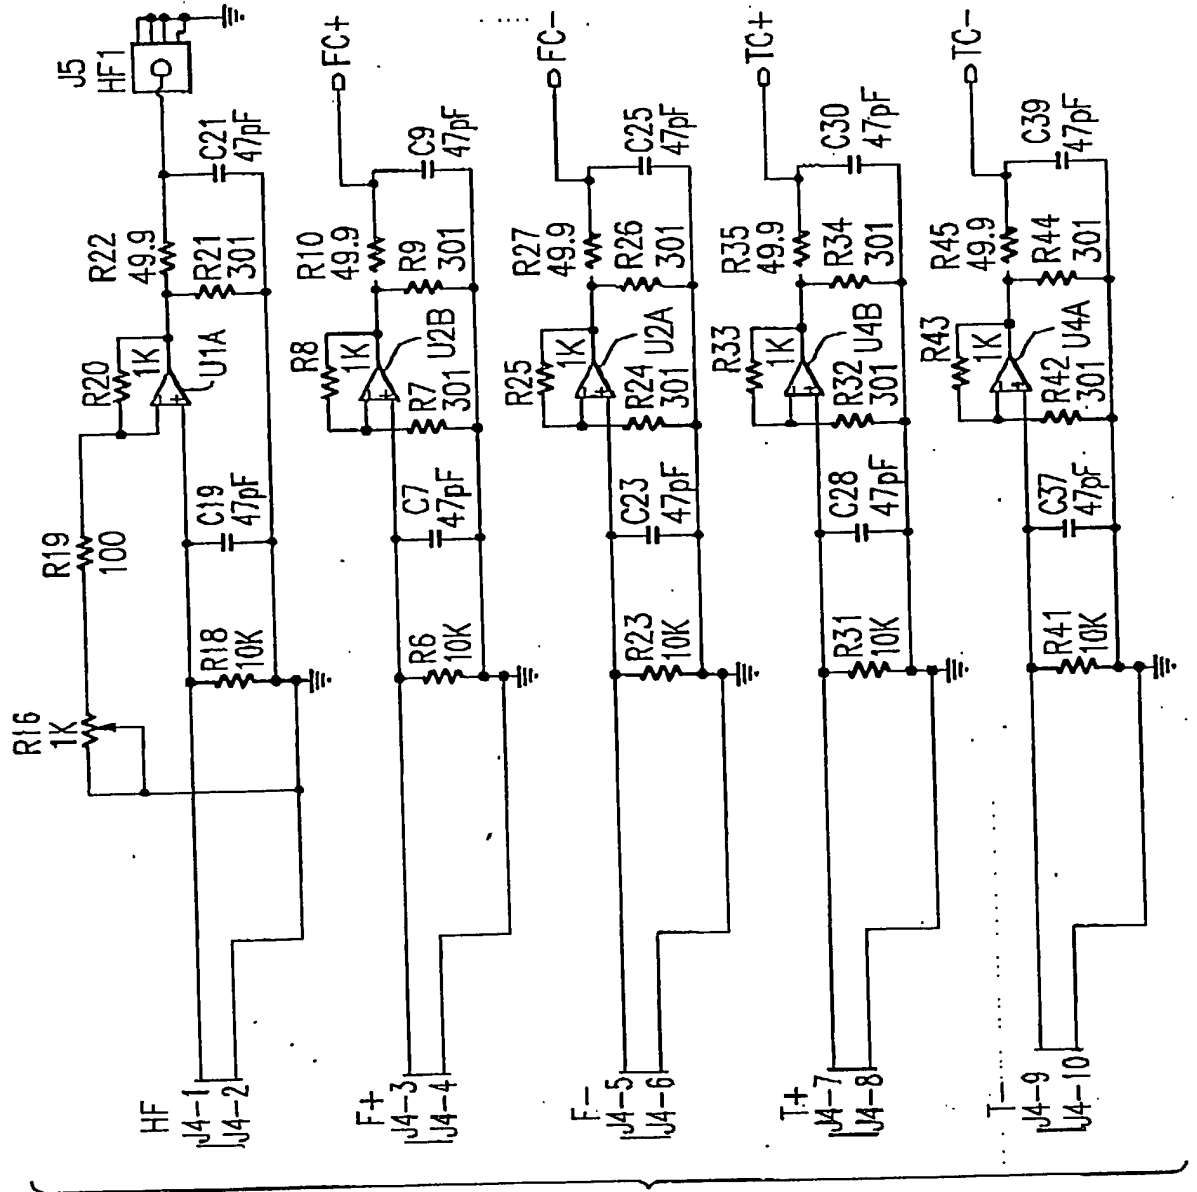 J5
HF1
R22
49.9
C21
47pF
R21
301
R20
1K
U1A
R19
100
C19
47pF
R16
1K
R18
10K
HF
J4-1
J4-2
FC+
R10
49.9
C9
47pF
R9
301
R8
1K
U2B
R7
301
C7
47pF
R6
10K
F+
J4-3
J4-4
FC-
R27
49.9
C25
47pF
R26
301
R25
1K
U2A
R24
301
C23
47pF
R23
10K
F-
J4-5
J4-6
TC+
R35
49.9
C30
47pF
R34
301
R33
1K
U4B
R32
301
C28
47pF
R31
10K
T+
J4-7
J4-8
TC-
R45
49.9
C39
47pF
R44
301
R43
1K
U4A
R42
301
C37
47pF
R41
10K
T-
J4-9
J4-10